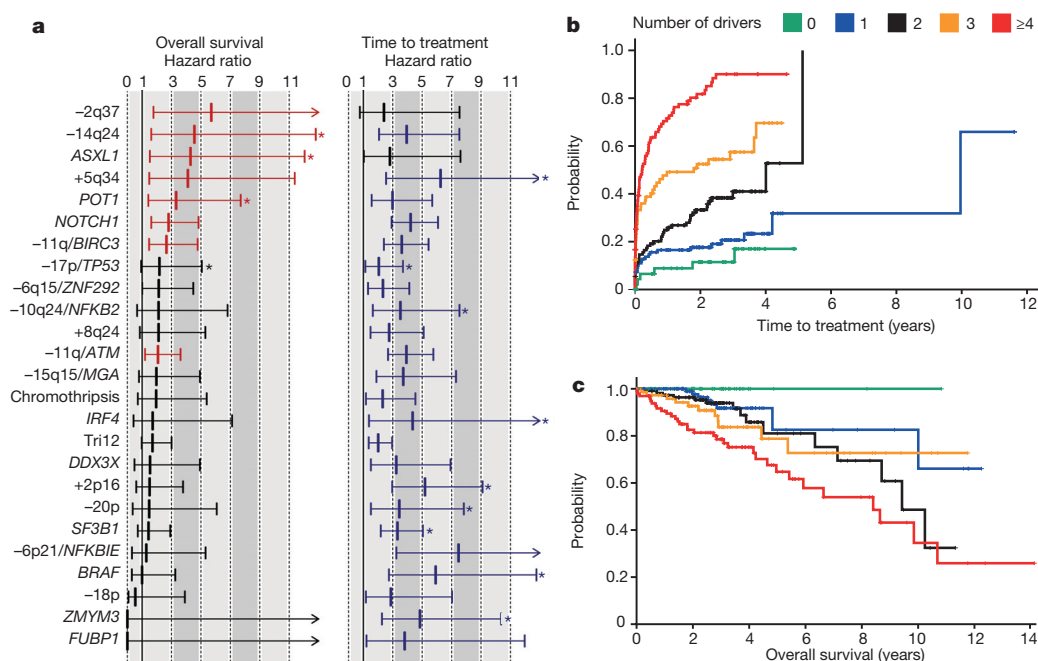 a
Overall survival
Hazard ratio
0 1 3 5 7 9 11
Time to treatment
Hazard ratio
0 1 3 5 7 9 11
–2q37
–14q24 *
ASXL1 *
+5q34 *
POT1 *
NOTCH1
–11q/BIRC3
–17p/TP53 * *
–6q15/ZNF292
–10q24/NFKB2 *
+8q24
–11q/ATM
–15q15/MGA
Chromothripsis
IRF4 *
Tri12
DDX3X
+2p16 *
–20p *
SF3B1 *
–6p21/NFKBIE
BRAF *
–18p
ZMYM3 *
FUBP1
b
Number of drivers 0 1 2 3 ≥4
Probability
1.0
0.8
0.6
0.4
0.2
0
0 2 4 6 8 10 12
Time to treatment (years)
c
Probability
1.0
0.8
0.6
0.4
0.2
0 2 4 6 8 10 12 14
Overall survival (years)